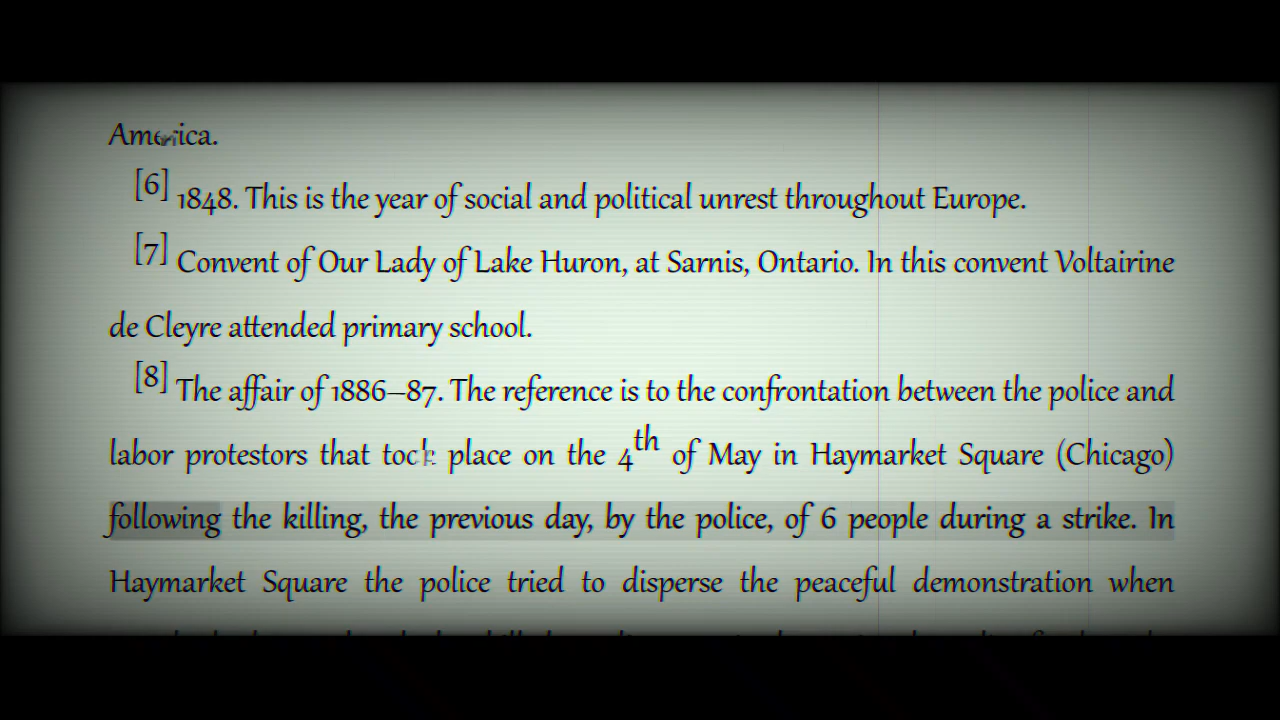 America.
[6] 1848. This is the year of social and political unrest throughout Europe.
[7] Convent of Our Lady of Lake Huron, at Sarnis, Ontario. In this convent Voltairine
de Cleyre attended primary school.
[8] The affair of 1886–87. The reference is to the confrontation between the police and
labor protestors that took place on the 4th of May in Haymarket Square (Chicago)
following the killing, the previous day, by the police, of 6 people during a strike. In
Haymarket Square the police tried to disperse the peaceful demonstration when